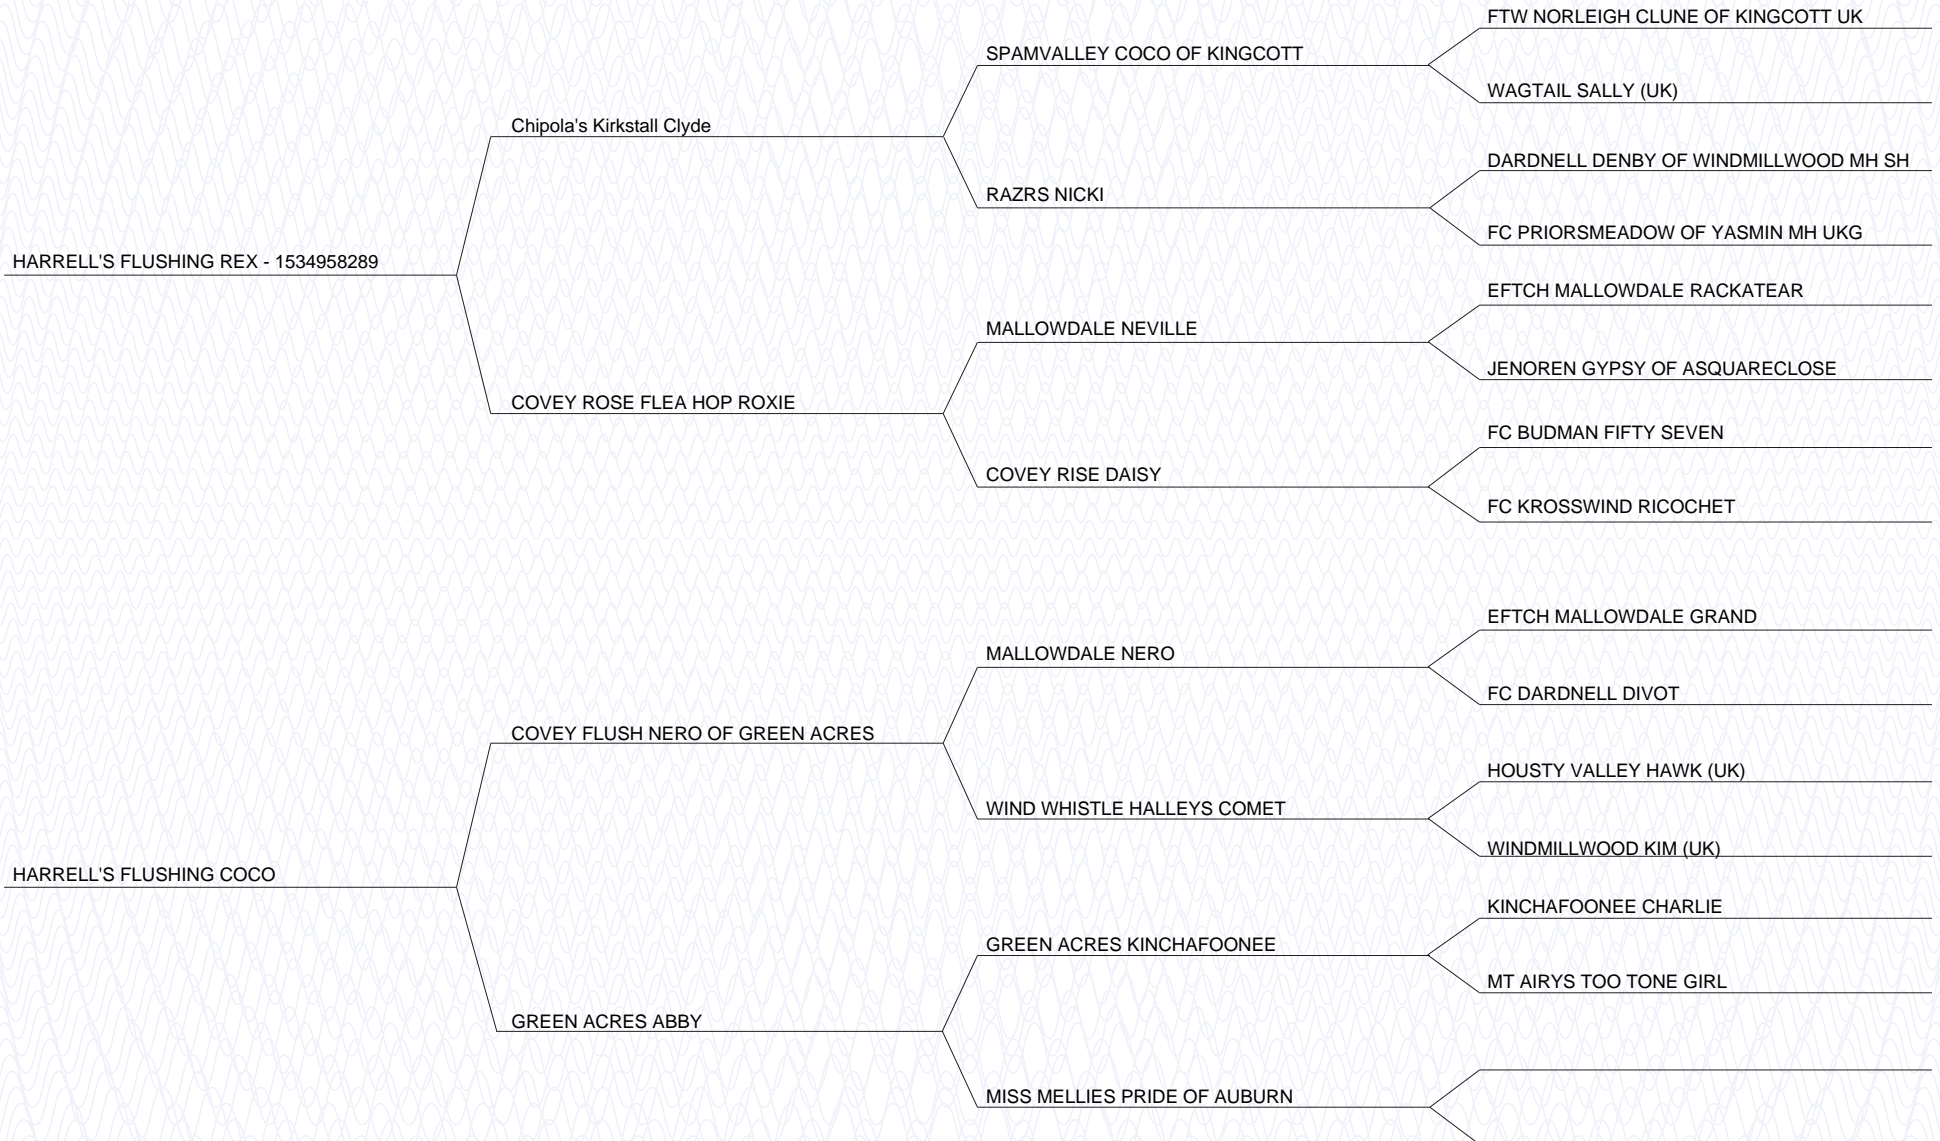 FTW NORLEIGH CLUNE OF KINGCOTT UK
SPAMVALLEY COCO OF KINGCOTT
WAGTAIL SALLY (UK)
Chipola's Kirkstall Clyde
DARDNELL DENBY OF WINDMILLWOOD MH SH
RAZRS NICKI
FC PRIORSMEADOW OF YASMIN MH UKG
HARRELL'S FLUSHING REX - 1534958289
EFTCH MALLOWDALE RACKATEAR
MALLOWDALE NEVILLE
JENOREN GYPSY OF ASQUARECLOSE
COVEY ROSE FLEA HOP ROXIE
FC BUDMAN FIFTY SEVEN
COVEY RISE DAISY
FC KROSSWIND RICOCHET
EFTCH MALLOWDALE GRAND
MALLOWDALE NERO
FC DARDNELL DIVOT
COVEY FLUSH NERO OF GREEN ACRES
HOUSTY VALLEY HAWK (UK)
WIND WHISTLE HALLEYS COMET
WINDMILLWOOD KIM (UK)
HARRELL'S FLUSHING COCO
KINCHAFOONEE CHARLIE
GREEN ACRES KINCHAFOONEE
MT AIRYS TOO TONE GIRL
GREEN ACRES ABBY
MISS MELLIES PRIDE OF AUBURN